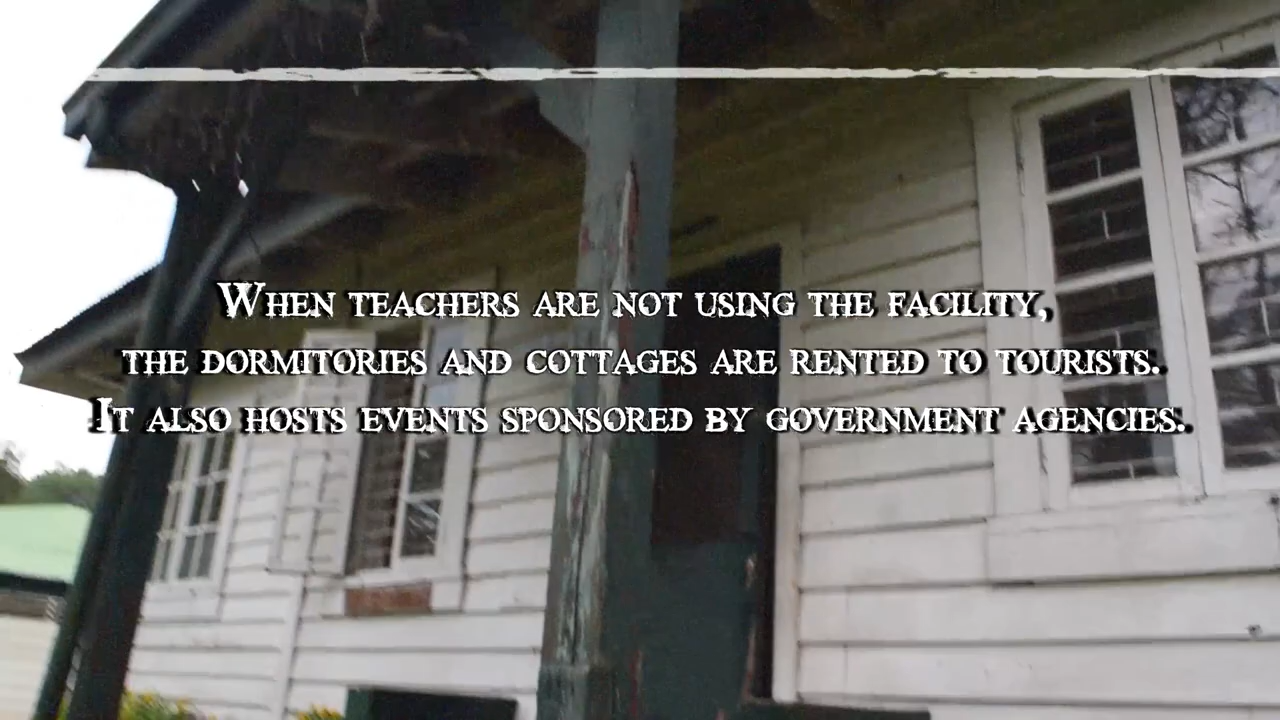 When teachers are not using the facility,
the dormitories and cottages are rented to tourists.
It also hosts events sponsored by government agencies.